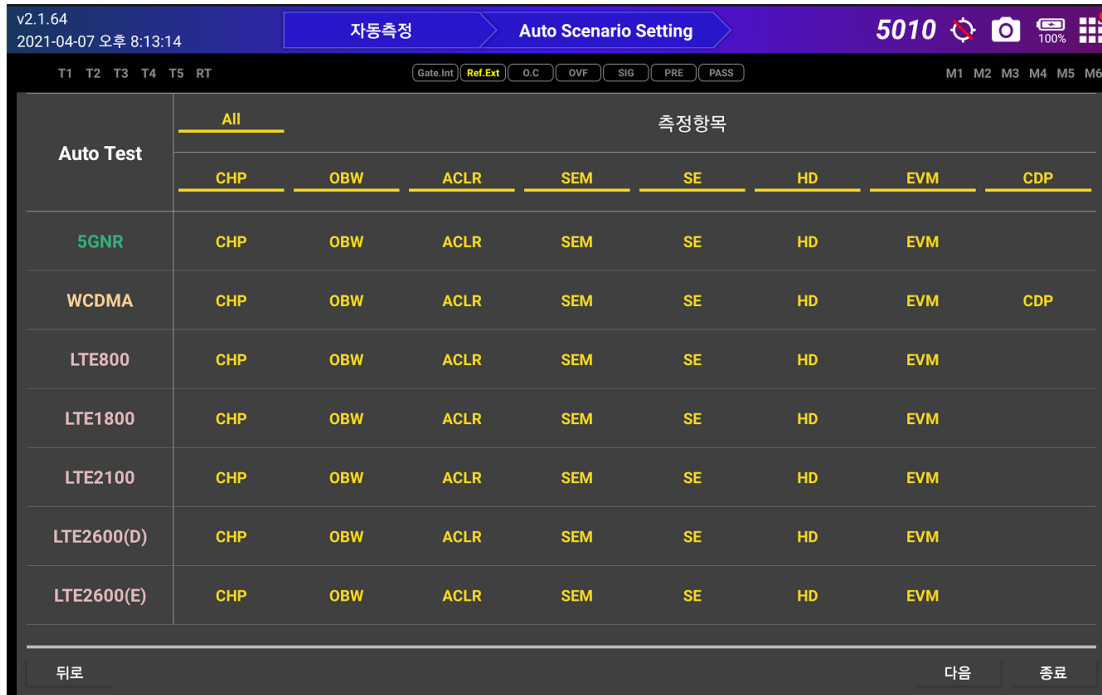 v2.1.64
2021-04-07 오후 8:13:14
자동측정
Auto Scenario Setting
5010
100%
T1 T2 T3 T4 T5 RT
Gate.Int Ref.Ext O.C OVF SIG PRE PASS
M1 M2 M3 M4 M5 M6
Auto Test
All
측정항목
CHP OBW ACLR SEM SE HD EVM CDP
5GNR CHP OBW ACLR SEM SE HD EVM
WCDMA CHP OBW ACLR SEM SE HD EVM CDP
LTE800 CHP OBW ACLR SEM SE HD EVM
LTE1800 CHP OBW ACLR SEM SE HD EVM
LTE2100 CHP OBW ACLR SEM SE HD EVM
LTE2600(D) CHP OBW ACLR SEM SE HD EVM
LTE2600(E) CHP OBW ACLR SEM SE HD EVM
뒤로 다음 종료